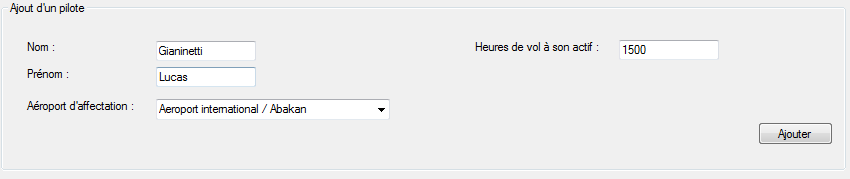 Ajout d'un pilote
Nom : Gianinetti Heures de vol à son actif : 1500
Prénom : Lucas
Aéroport d'affectation : Aeroport international / Abakan
Ajouter